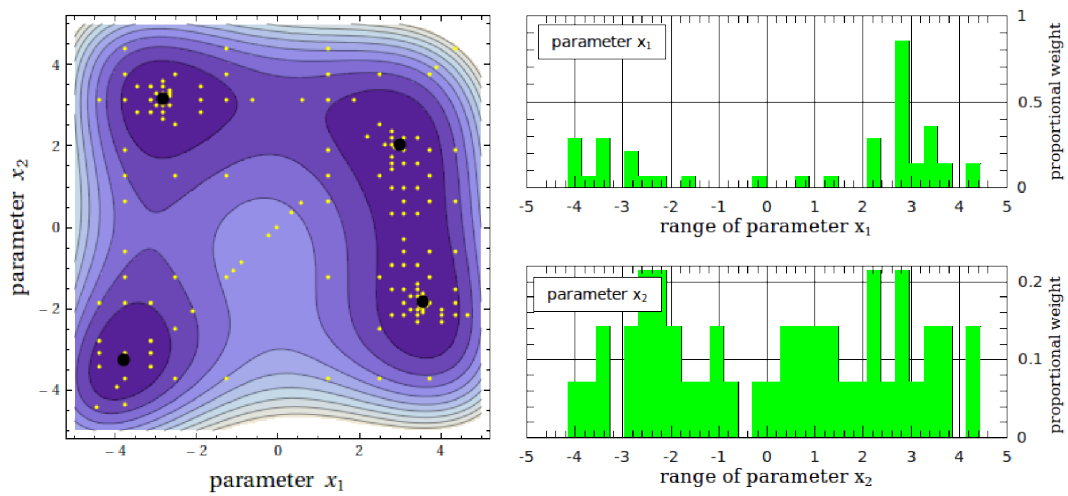 parameter x₂
4
2
0
−2
−4
−4
−2
0
2
4
parameter x₁
parameter x₁
1
0.5
0
proportional weight
-5 -4 -3 -2 -1 0 1 2 3 4 5
range of parameter x₁
parameter x₂
0.2
0.1
0
proportional weight
-5 -4 -3 -2 -1 0 1 2 3 4 5
range of parameter x₂